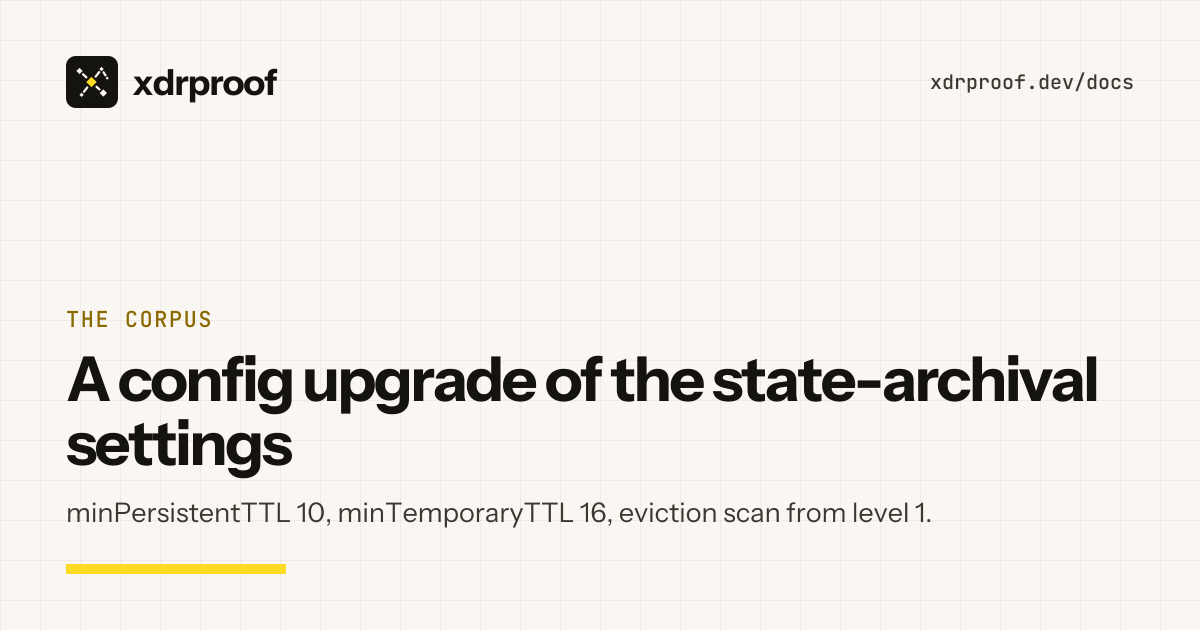 xdrproof
xdrproof.dev/docs
THE CORPUS
A config upgrade of the state-archival
settings
minPersistentTTL 10, minTemporaryTTL 16, eviction scan from level 1.